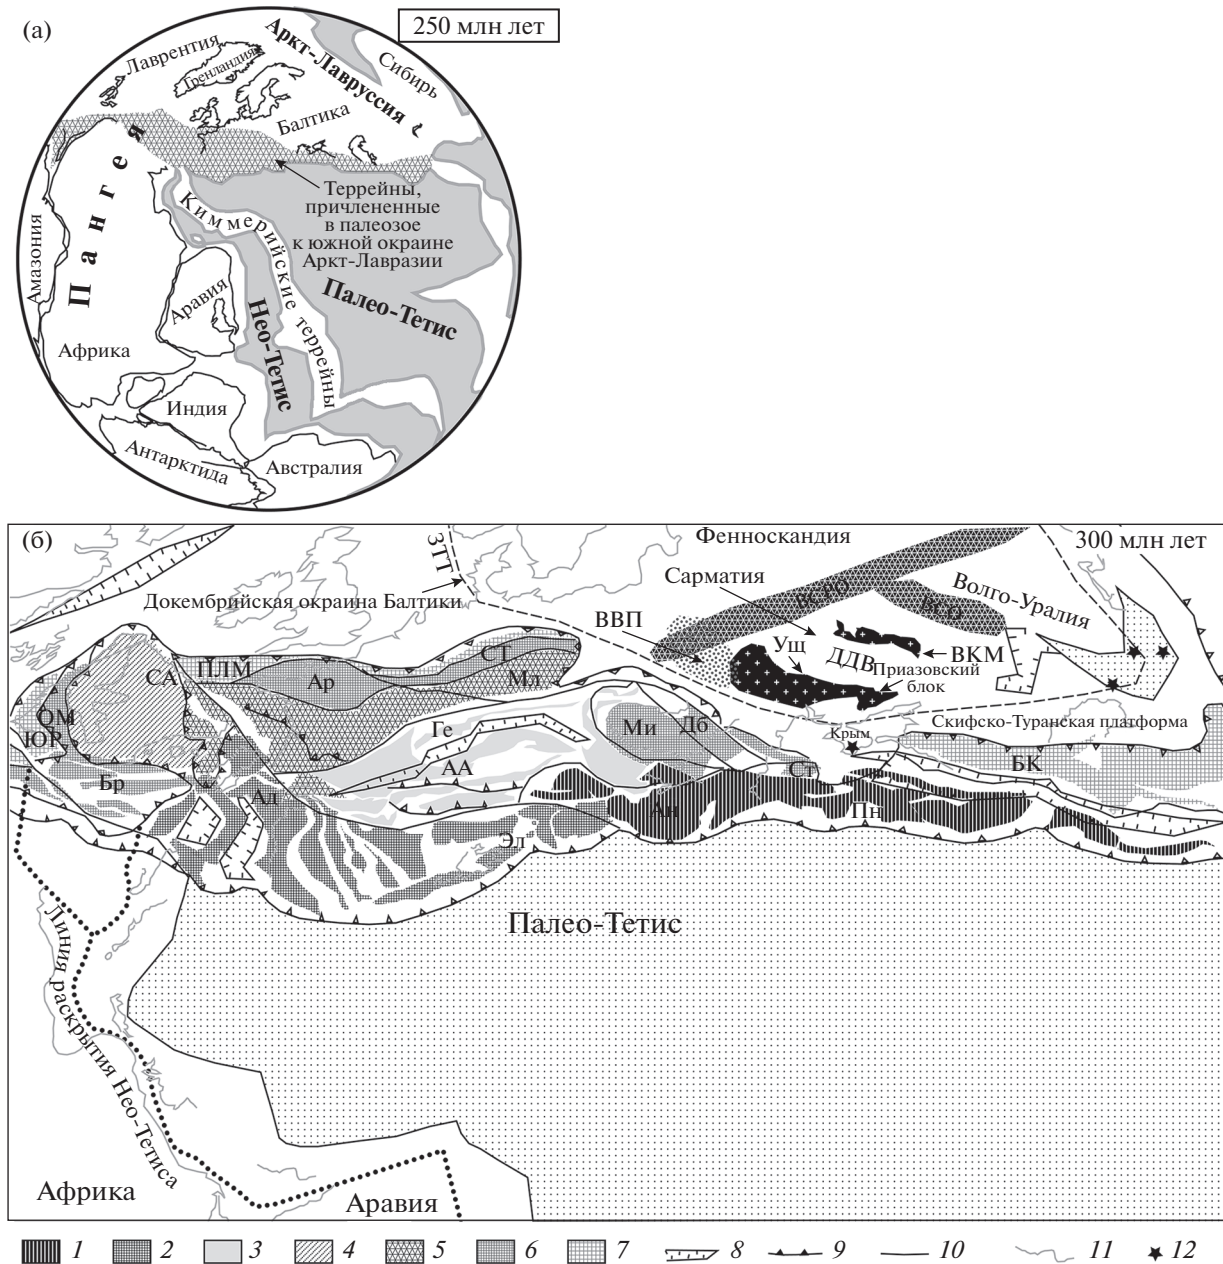 (а)
250 млн лет
Лаврентия
Гренландия
Аркт-Лавруссия
Сибирь
Балтика
Пангея
Террейны,
причлененные
в палеозое
к южной окраине
Аркт-Лавразии
Киммерийские террейны
Амазония
Аравия
Нео-Тетис
Палео-Тетис
Африка
Индия
Антарктида
Австралия
(б)
300 млн лет
ЗТТ
Фенноскандия
Сарматия
Докембрийская окраина Балтики
ВСРО
ВСО
Волго-Уралия
ВВП
Ущ
ДДВ
ВКМ
Приазовский
блок
СА
ПЛМ
Ар
СТ
Мл
ОМ
ЮР
Ге
Ми
Дб
Крым
Скифско-Туранская платформа
Бр
Ад
АА
Ст
БК
Ан
Пн
Эл
Палео-Тетис
Линия раскрытия Нео-Тетиса
Африка
Аравия
1 2 3 4 5 6 7 8 9 10 11 12